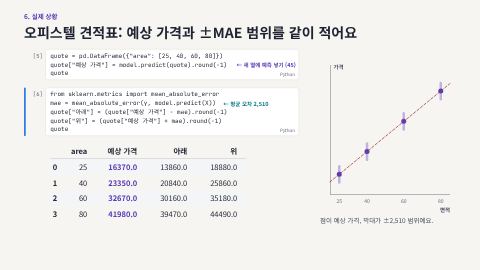 6. 실제 상황
오피스텔 견적표: 예상 가격과 ±MAE 범위를 같이 적어요
[5]
quote = pd.DataFrame({"area": [25, 40, 60, 80]})
quote["예상 가격"] = model.predict(quote).round(-1)
← 새 열에 예측 넣기 (45)
quote
Python
[6]
from sklearn.metrics import mean_absolute_error
mae = mean_absolute_error(y, model.predict(X))
← 평균 오차 2,510
quote["아래"] = (quote["예상 가격"] - mae).round(-1)
quote["위"] = (quote["예상 가격"] + mae).round(-1)
quote
Python
area 예상 가격 아래 위
0 25 16370.0 13860.0 18880.0
1 40 23350.0 20840.0 25860.0
2 60 32670.0 30160.0 35180.0
3 80 41980.0 39470.0 44490.0
가격
25 40 60 80
면적
점이 예상 가격, 막대가 ±2,510 범위예요.